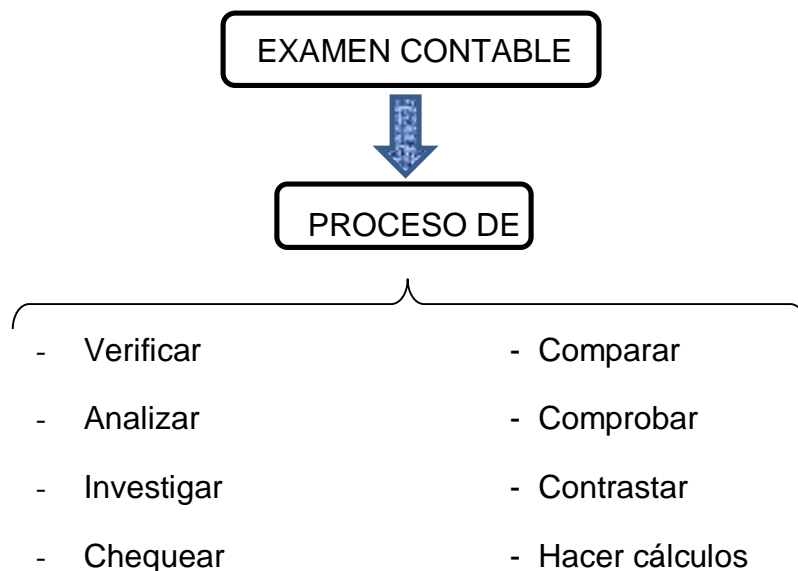 EXAMEN CONTABLE
PROCESO DE
- Verificar - Comparar
- Analizar - Comprobar
- Investigar - Contrastar
- Chequear - Hacer cálculos